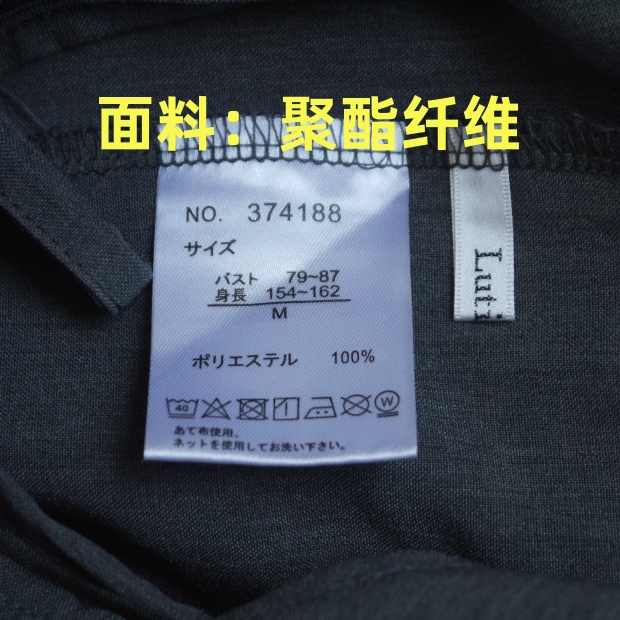 面料：聚酯纤维
NO. 374188
サイズ
バスト 79~87
身長 154~162
M
ポリエステル 100%
40
W
あて布使用。
ネットを使用してお洗い下さい。